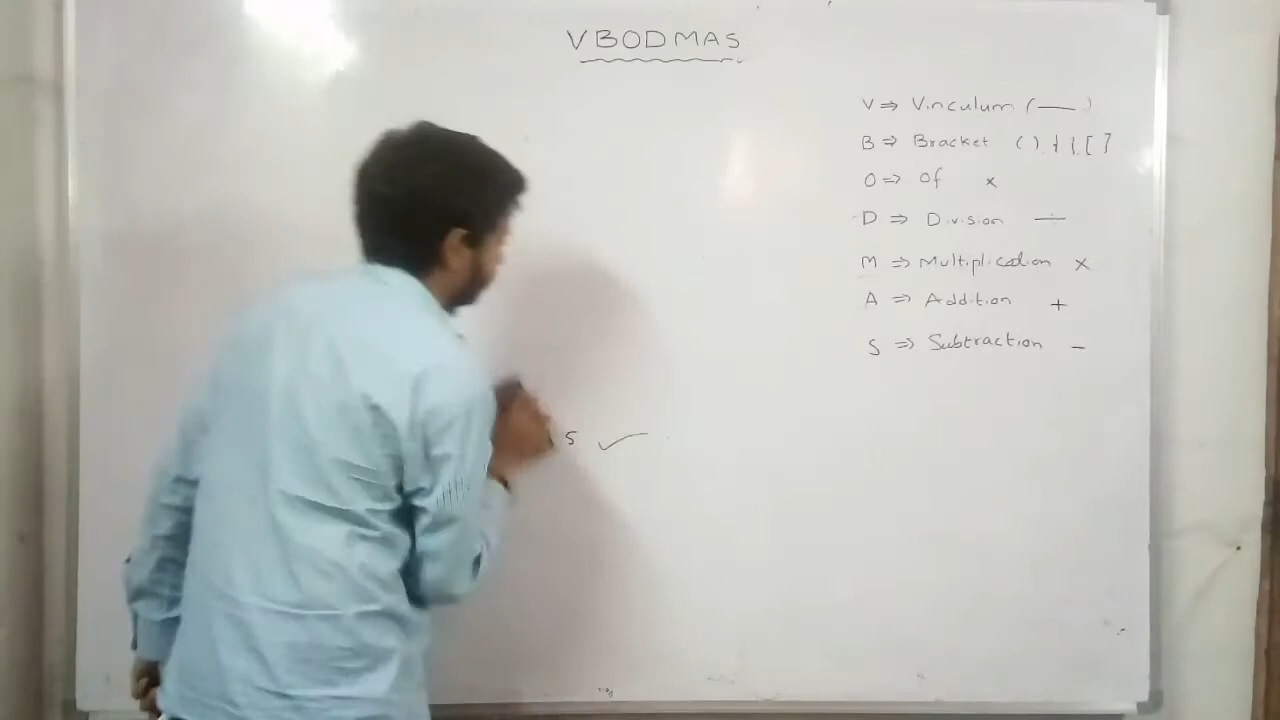 VBODMAS
V ⇒ Vinculum (—)
B ⇒ Bracket ( ), { }, [ ]
O ⇒ Of ×
D ⇒ Division ÷
M ⇒ Multiplication ×
A ⇒ Addition +
S ⇒ Subtraction −
S ✓